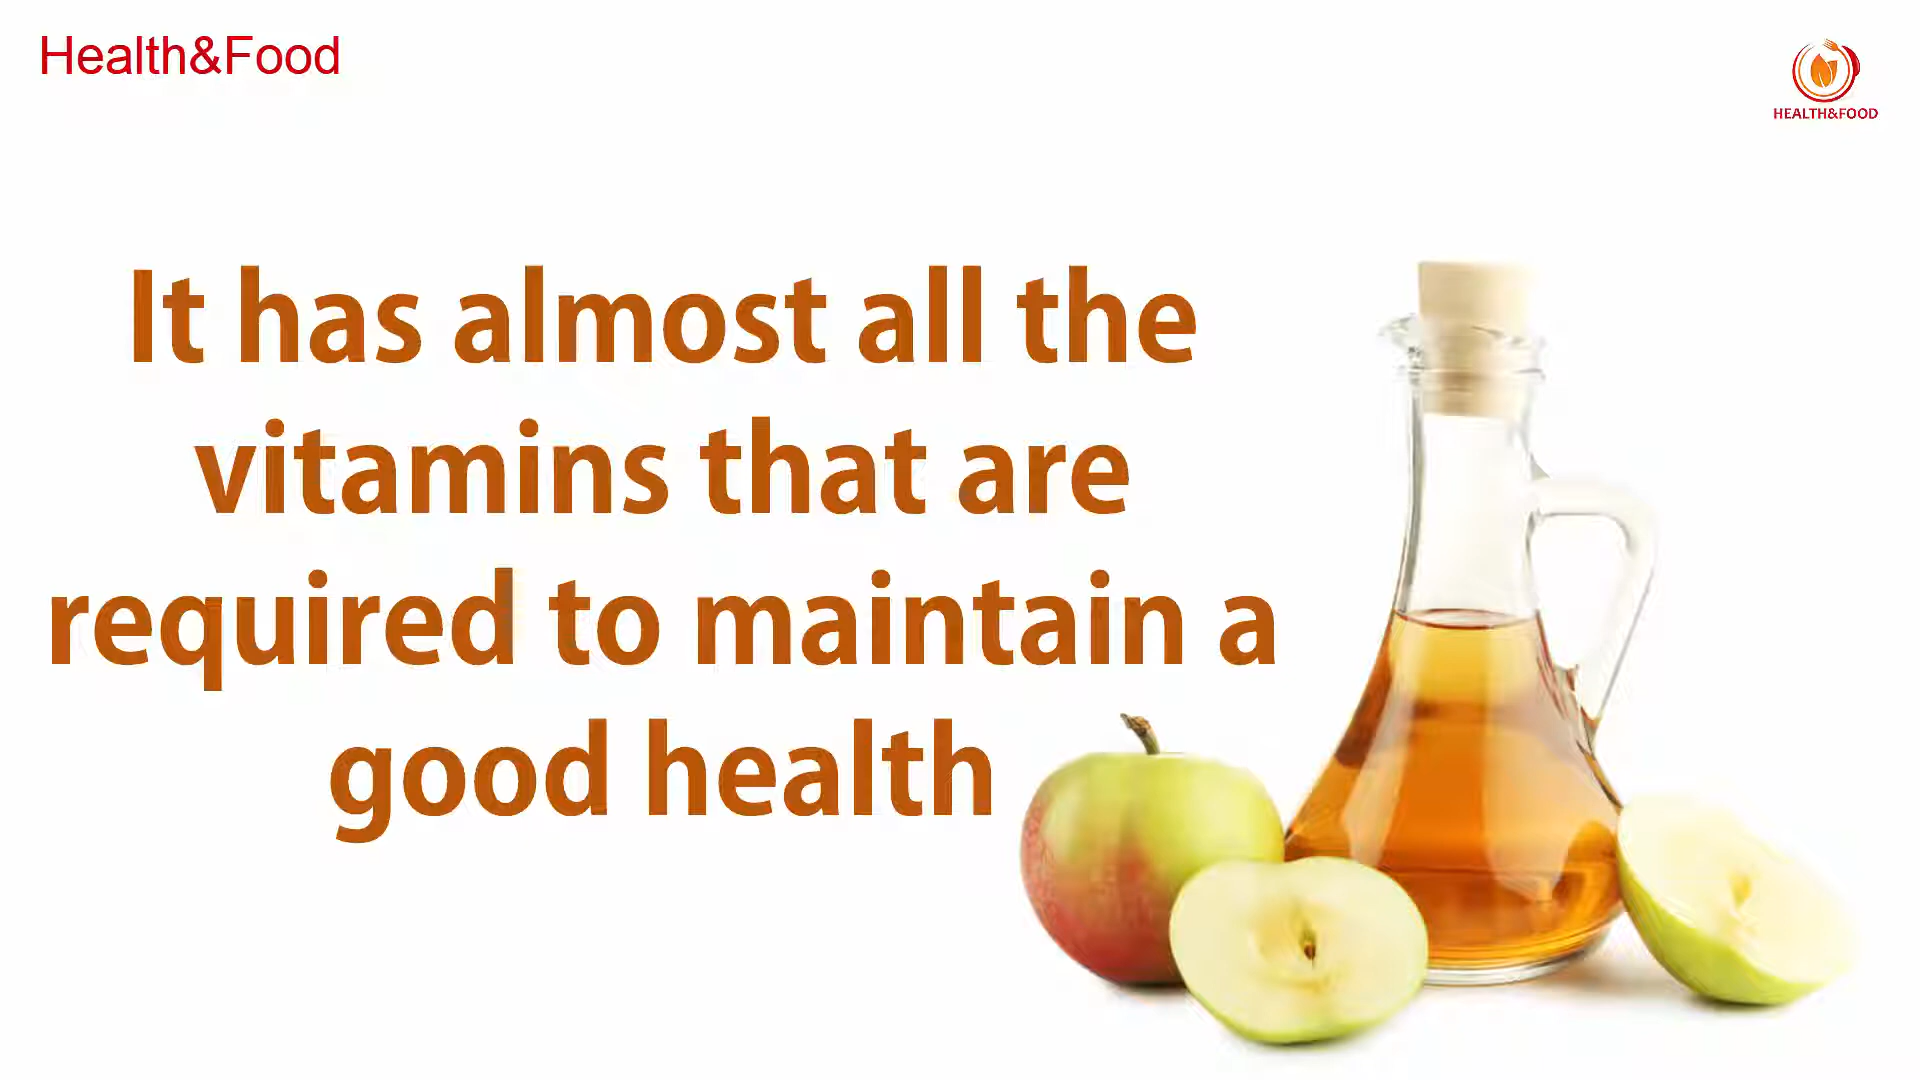 Health&Food
HEALTH&FOOD
It has almost all the
vitamins that are
required to maintain a
good health